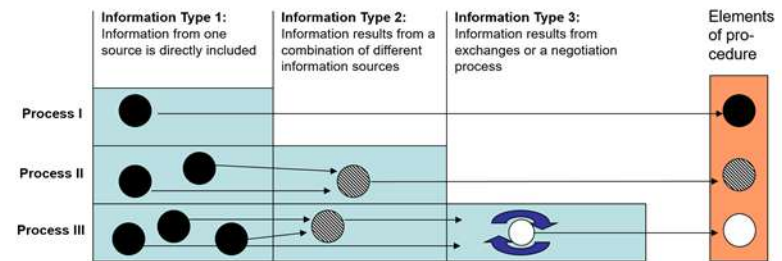 Information Type 1:
Information from one
source is directly included
Information Type 2:
Information results from a
combination of different
information sources
Information Type 3:
Information results from
exchanges or a negotiation
process
Elements
of pro-
cedure
Process I
Process II
Process III